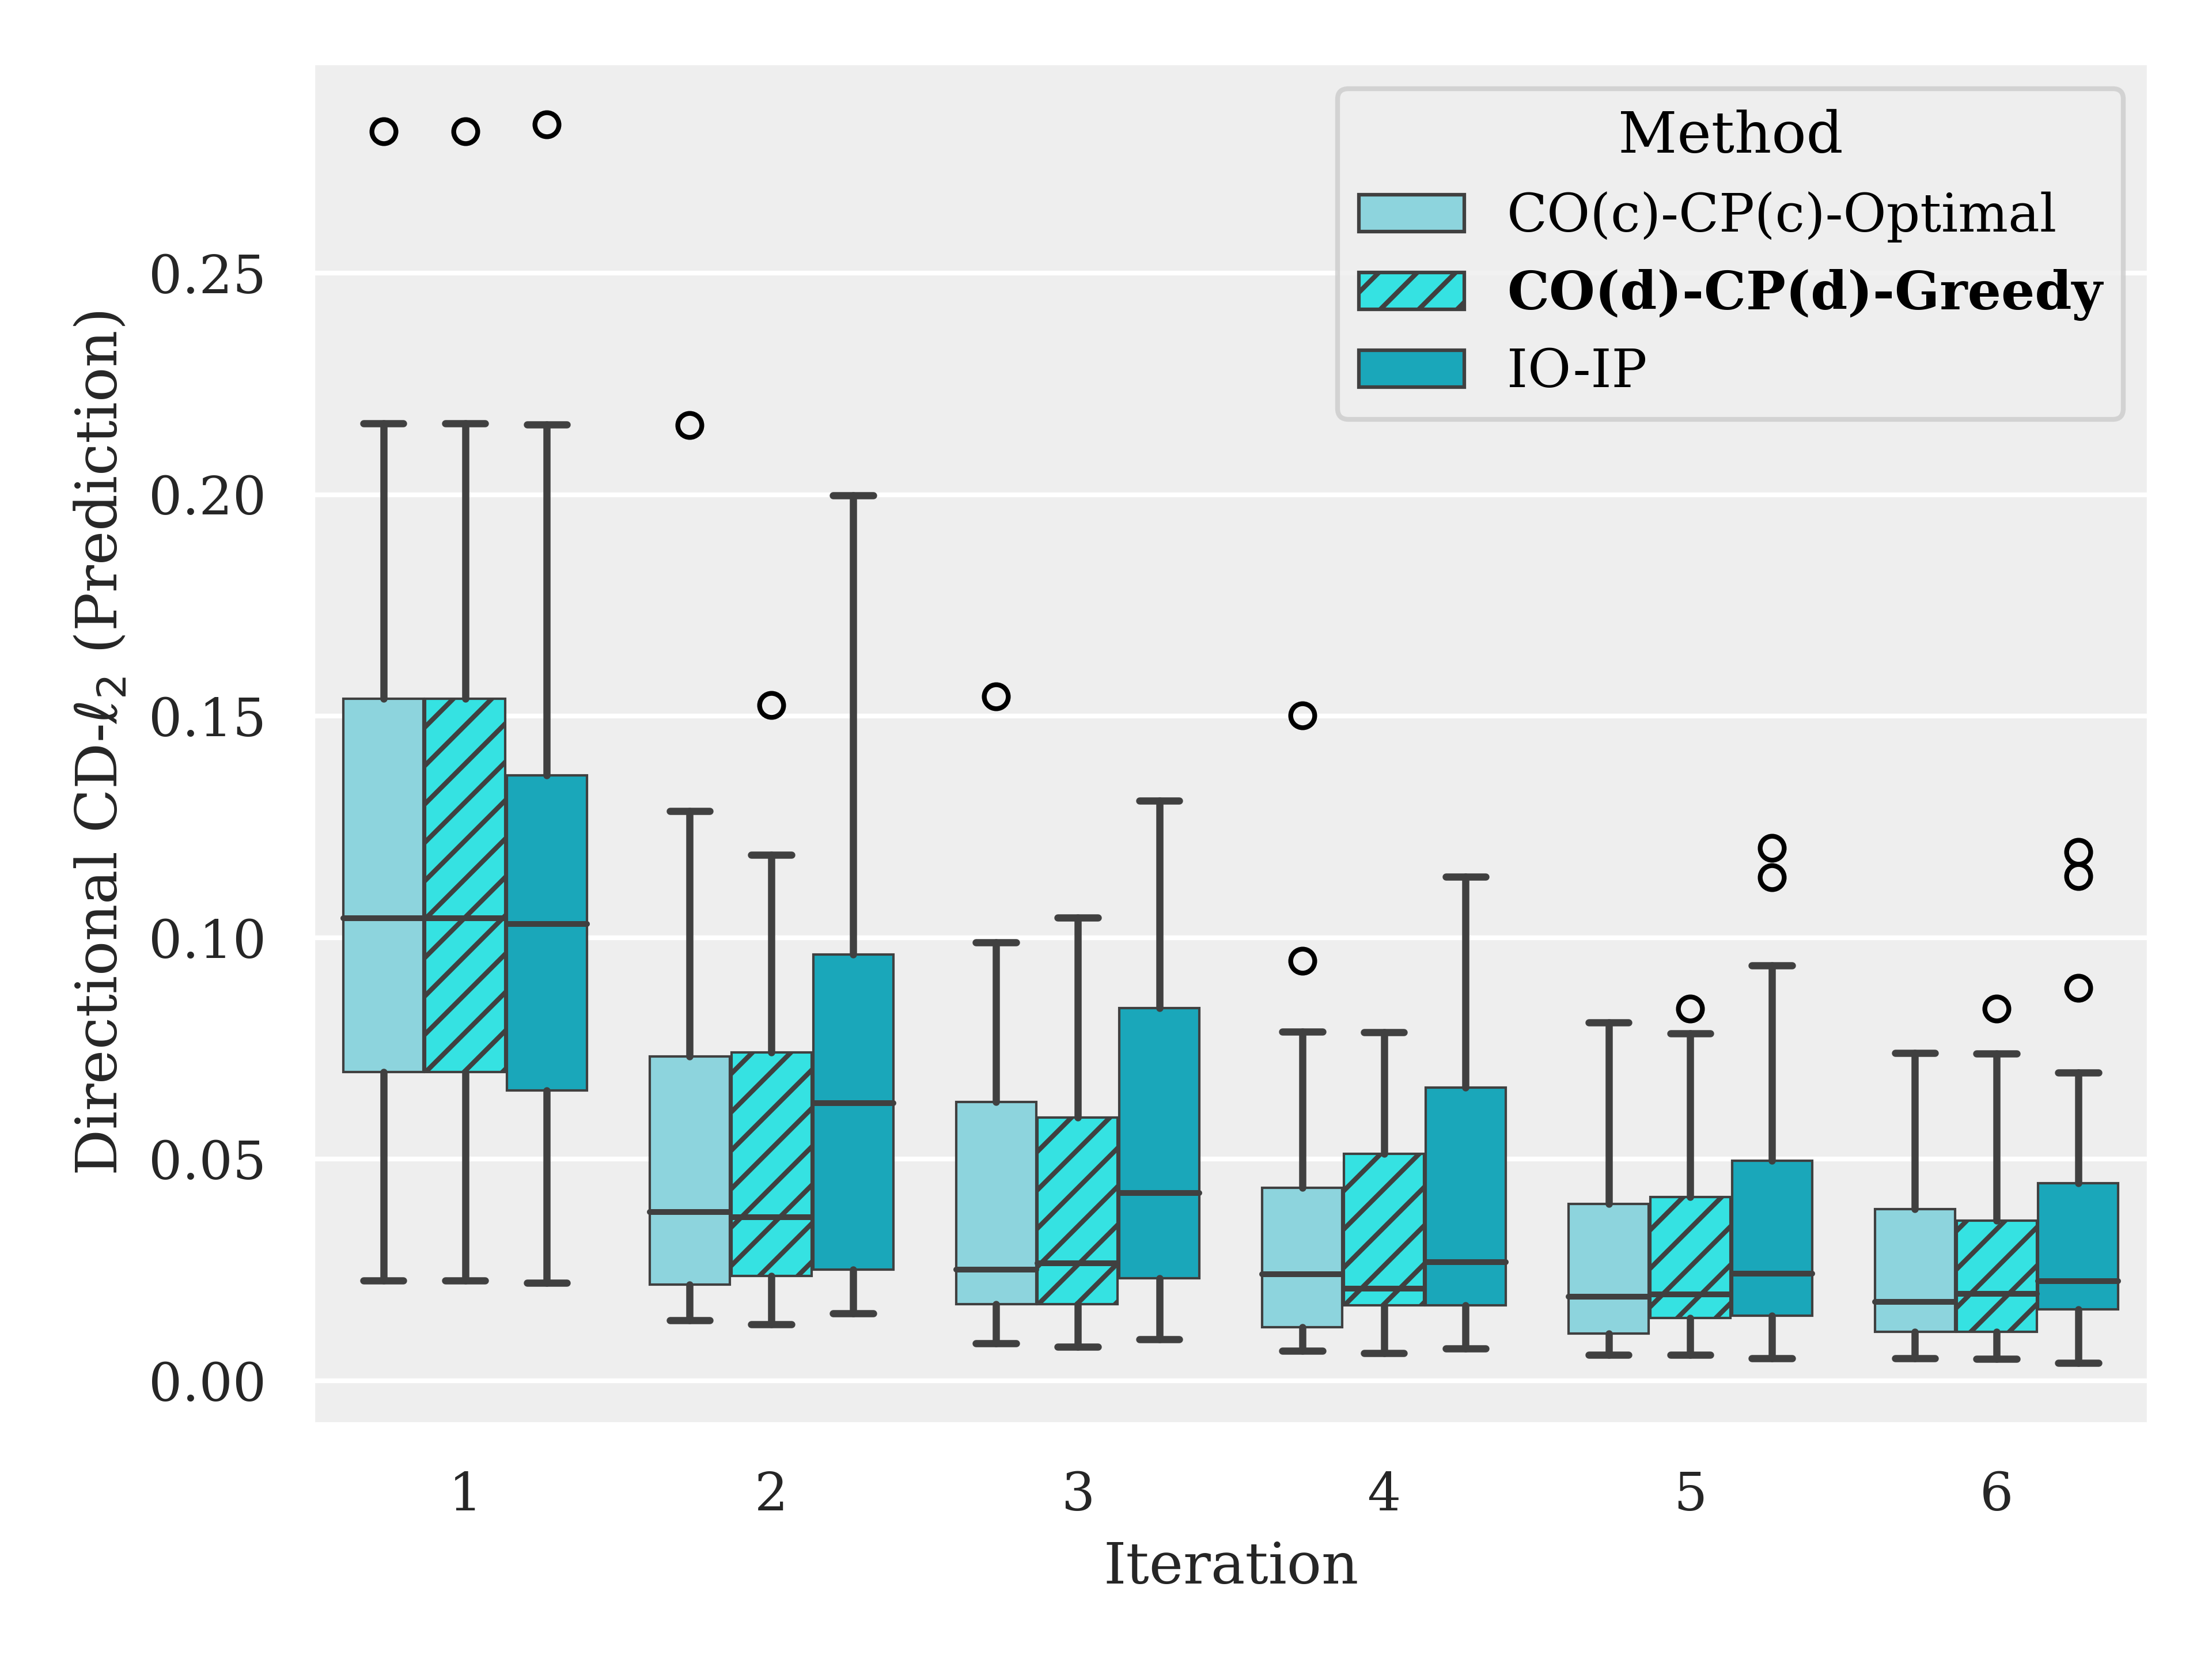 Method
CO(c)-CP(c)-Optimal
CO(d)-CP(d)-Greedy
IO-IP
Directional CD-ℓ₂ (Prediction)
0.25
0.20
0.15
0.10
0.05
0.00
1 2 3 4 5 6
Iteration